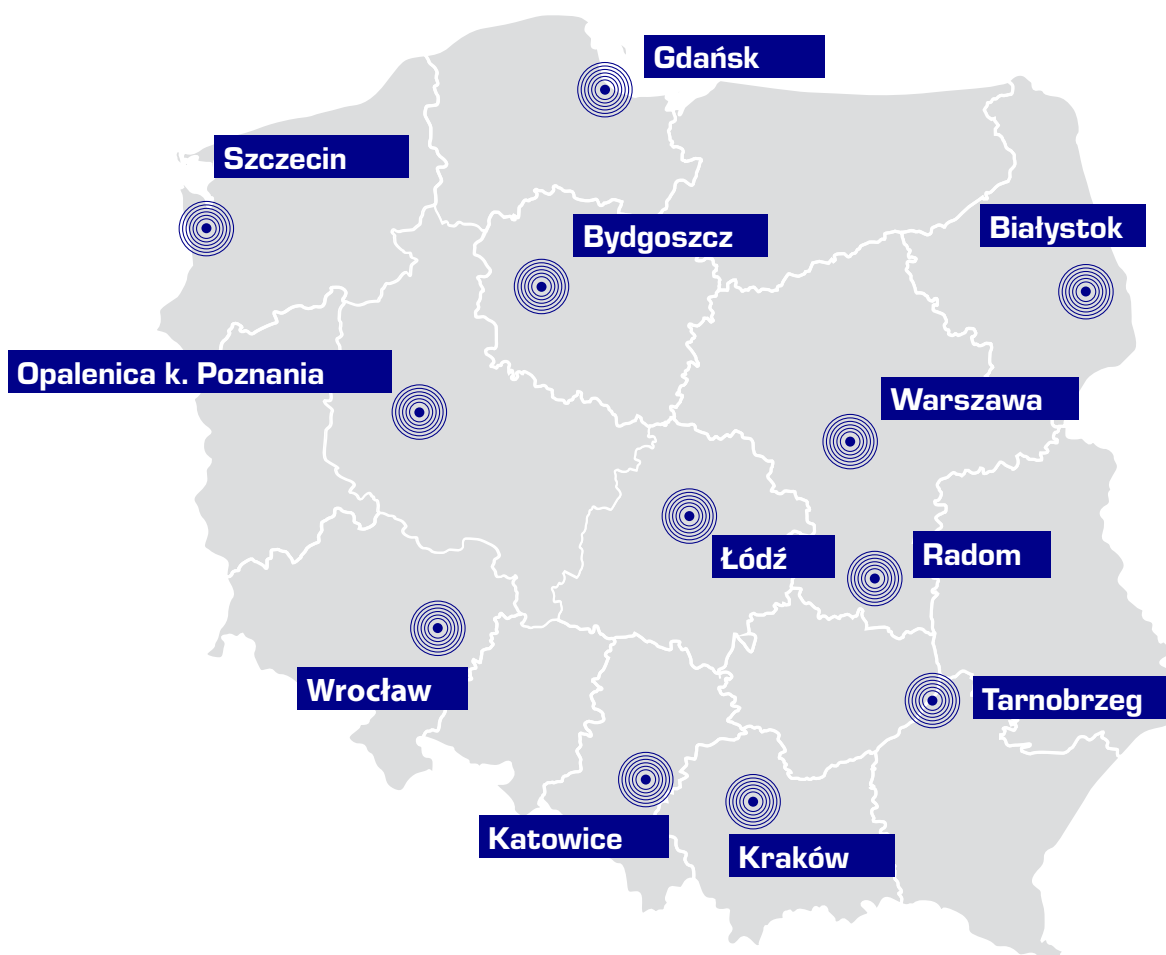 Gdańsk
Szczecin
Bydgoszcz
Białystok
Opalenica k. Poznania
Warszawa
Łódź
Radom
Wrocław
Tarnobrzeg
Katowice
Kraków